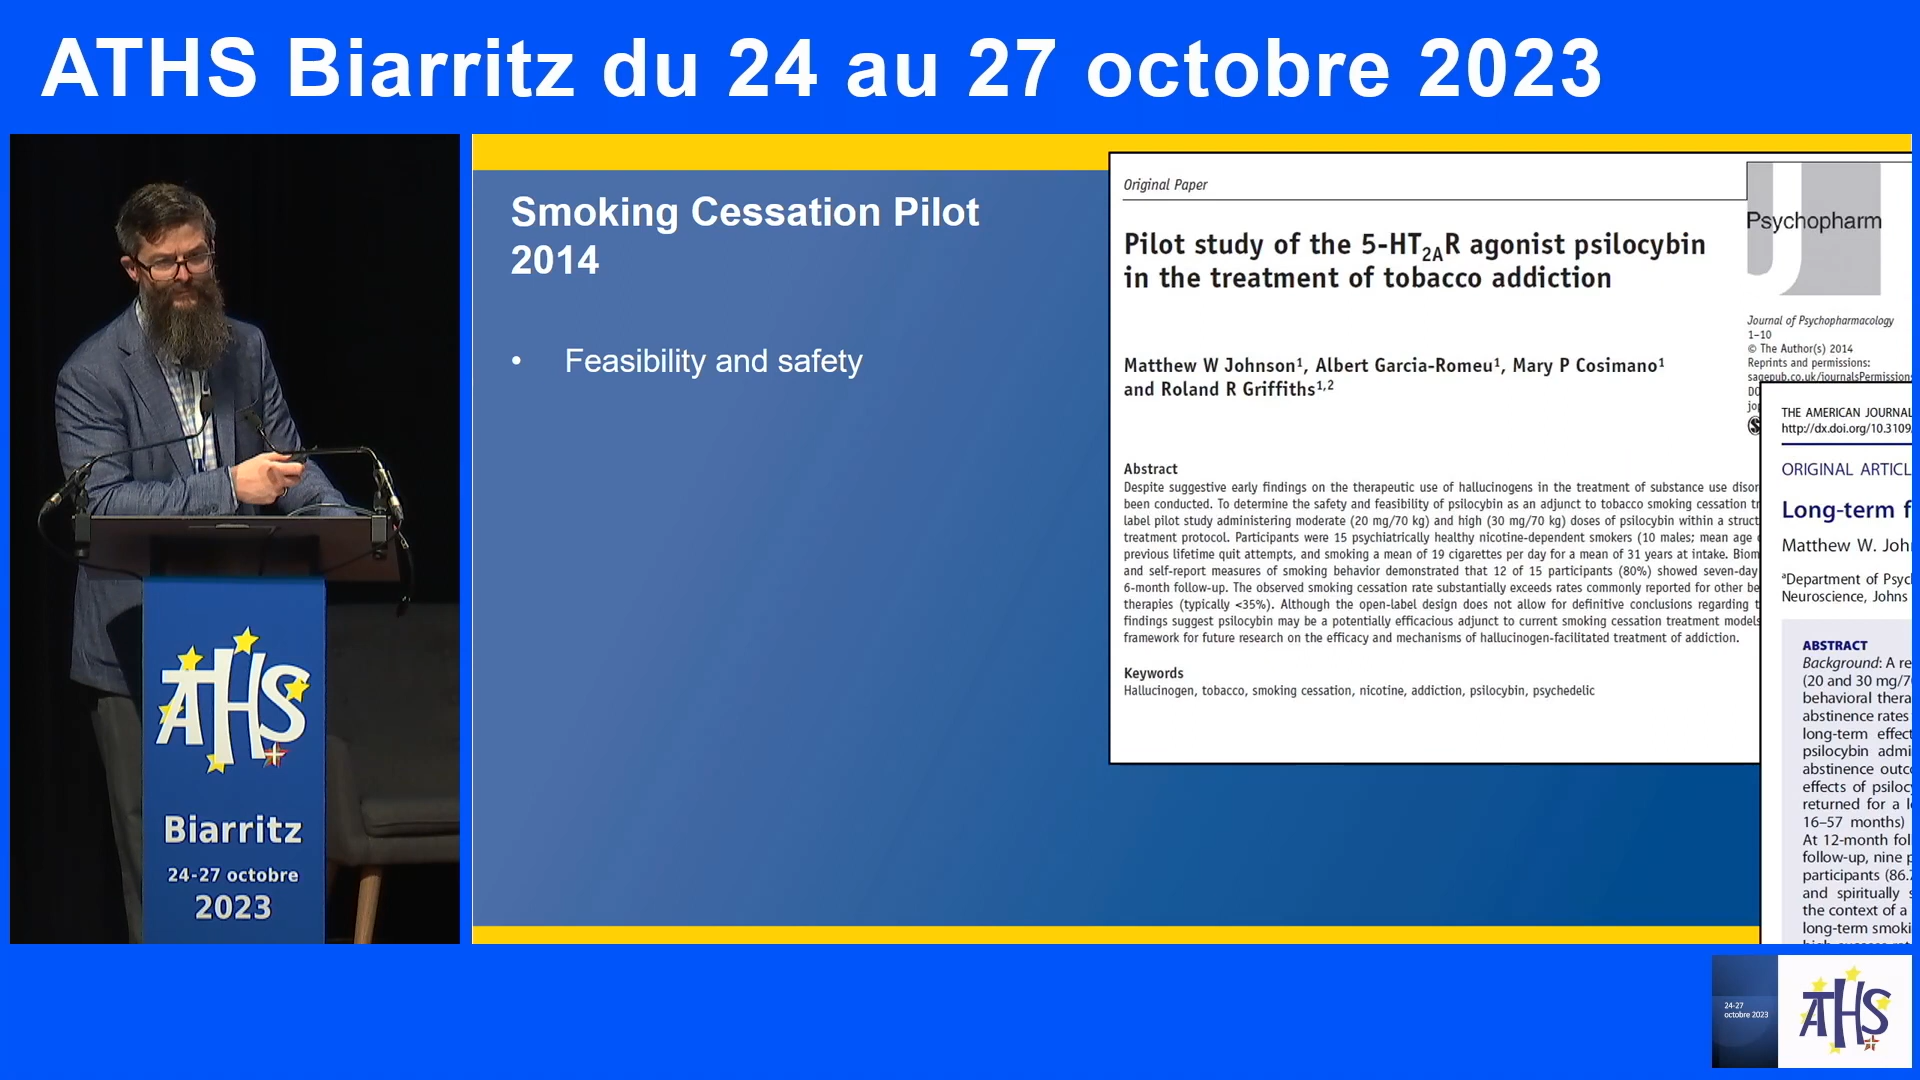 ATHS Biarritz du 24 au 27 octobre 2023
ATHS
Biarritz
24-27 octobre
2023
Smoking Cessation Pilot
2014
• Feasibility and safety
Original Paper
Pilot study of the 5-HT2AR agonist psilocybin
in the treatment of tobacco addiction
Matthew W Johnson¹, Albert Garcia-Romeu¹, Mary P Cosimano¹
and Roland R Griffiths¹,²
Abstract
Despite suggestive early findings on the therapeutic use of hallucinogens in the treatment of substance use disor
been conducted. To determine the safety and feasibility of psilocybin as an adjunct to tobacco smoking cessation tr
label pilot study administering moderate (20 mg/70 kg) and high (30 mg/70 kg) doses of psilocybin within a struct
treatment protocol. Participants were 15 psychiatrically healthy nicotine-dependent smokers (10 males; mean age
previous lifetime quit attempts, and smoking a mean of 19 cigarettes per day for a mean of 31 years at intake. Biom
and self-report measures of smoking behavior demonstrated that 12 of 15 participants (80%) showed seven-day
6-month follow-up. The observed smoking cessation rate substantially exceeds rates commonly reported for other be
therapies (typically <35%). Although the open-label design does not allow for definitive conclusions regarding t
findings suggest psilocybin may be a potentially efficacious adjunct to current smoking cessation treatment models
framework for future research on the efficacy and mechanisms of hallucinogen-facilitated treatment of addiction.
Keywords
Hallucinogen, tobacco, smoking cessation, nicotine, addiction, psilocybin, psychedelic
Psychopharm
Journal of Psychopharmacology
1–10
© The Author(s) 2014
Reprints and permissions:
sagepub.co.uk/journalsPermissions
DO
jop
THE AMERICAN JOURNAL
http://dx.doi.org/10.3109
ORIGINAL ARTICL
Long-term f
Matthew W. Joh
ᵃDepartment of Psyc
Neuroscience, Johns
ABSTRACT
Background: A re
(20 and 30 mg/7
behavioral thera
abstinence rates
long-term effect
psilocybin admi
abstinence outc
effects of psiloc
returned for a l
16–57 months)
At 12-month fol
follow-up, nine p
participants (86.7
and spiritually s
the context of a
long-term smoki
24-27
octobre 2023
ATHS